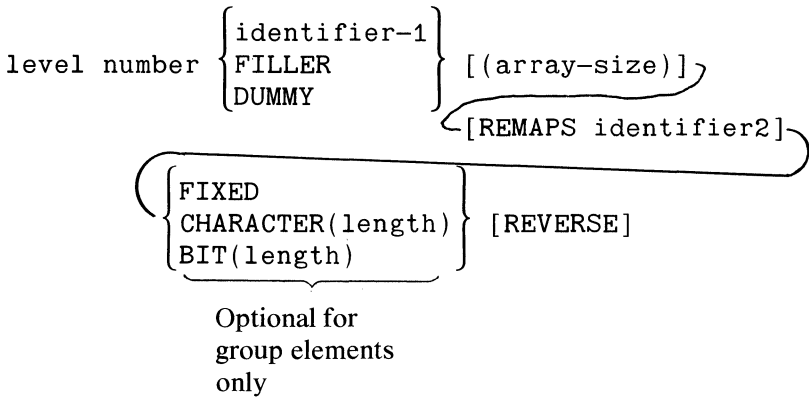 identifier-1
level number FILLER [(array-size)]
DUMMY
[REMAPS identifier2]
FIXED
CHARACTER(length) [REVERSE]
BIT(length)
Optional for
group elements
only